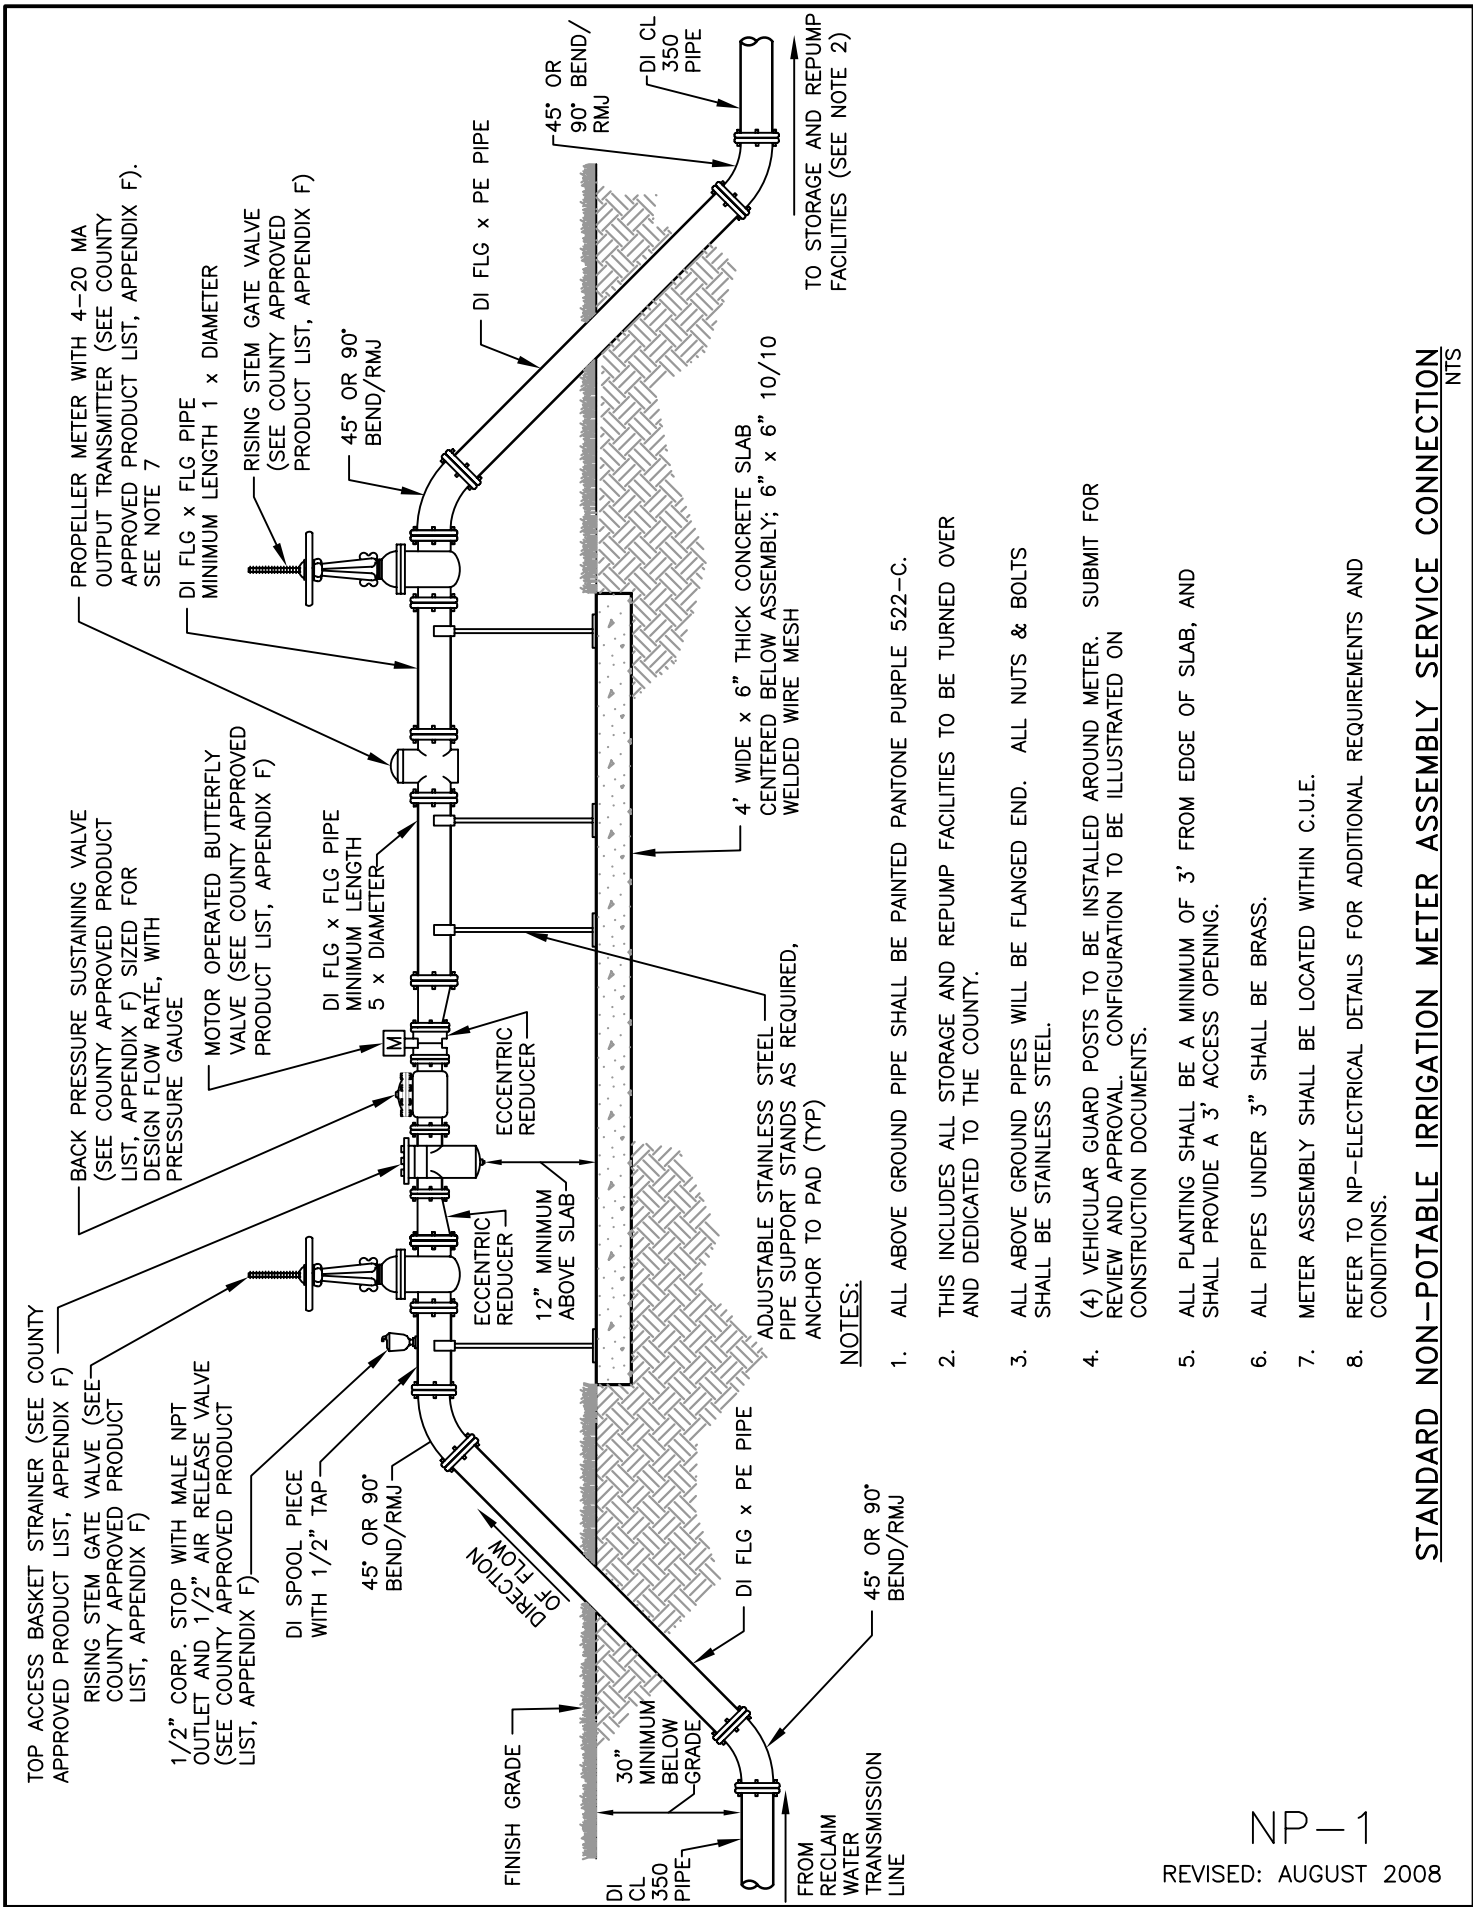 TOP ACCESS BASKET STRAINER (SEE COUNTY
APPROVED PRODUCT LIST, APPENDIX F)
RISING STEM GATE VALVE (SEE
COUNTY APPROVED PRODUCT
LIST, APPENDIX F)
1/2" CORP. STOP WITH MALE NPT
OUTLET AND 1/2" AIR RELEASE VALVE
(SEE COUNTY APPROVED PRODUCT
LIST, APPENDIX F)
DI SPOOL PIECE
WITH 1/2" TAP
45° OR 90°
BEND/RMJ
BACK PRESSURE SUSTAINING VALVE
(SEE COUNTY APPROVED PRODUCT
LIST, APPENDIX F) SIZED FOR
DESIGN FLOW RATE, WITH
PRESSURE GAUGE
MOTOR OPERATED BUTTERFLY
VALVE (SEE COUNTY APPROVED
PRODUCT LIST, APPENDIX F)
DI FLG x FLG PIPE
MINIMUM LENGTH
5 x DIAMETER
PROPELLER METER WITH 4-20 MA
OUTPUT TRANSMITTER (SEE COUNTY
APPROVED PRODUCT LIST, APPENDIX F).
SEE NOTE 7
DI FLG x FLG PIPE
MINIMUM LENGTH 1 x DIAMETER
RISING STEM GATE VALVE
(SEE COUNTY APPROVED
PRODUCT LIST, APPENDIX F)
45° OR 90°
BEND/RMJ
DI FLG x PE PIPE
45° OR
90° BEND/
RMJ
DI CL
350
PIPE
TO STORAGE AND REPUMP
FACILITIES (SEE NOTE 2)
M
ECCENTRIC
REDUCER
ECCENTRIC
REDUCER
12" MINIMUM
ABOVE SLAB
DIRECTION
OF FLOW
FINISH GRADE
30"
MINIMUM
BELOW
GRADE
DI
CL
350
PIPE
FROM
RECLAIM
WATER
TRANSMISSION
LINE
DI FLG x PE PIPE
45° OR 90°
BEND/RMJ
ADJUSTABLE STAINLESS STEEL
PIPE SUPPORT STANDS AS REQUIRED,
ANCHOR TO PAD (TYP)
4' WIDE x 6" THICK CONCRETE SLAB
CENTERED BELOW ASSEMBLY; 6" x 6" 10/10
WELDED WIRE MESH
NOTES:
1. ALL ABOVE GROUND PIPE SHALL BE PAINTED PANTONE PURPLE 522-C.
2. THIS INCLUDES ALL STORAGE AND REPUMP FACILITIES TO BE TURNED OVER
AND DEDICATED TO THE COUNTY.
3. ALL ABOVE GROUND PIPES WILL BE FLANGED END. ALL NUTS & BOLTS
SHALL BE STAINLESS STEEL.
4. (4) VEHICULAR GUARD POSTS TO BE INSTALLED AROUND METER. SUBMIT FOR
REVIEW AND APPROVAL. CONFIGURATION TO BE ILLUSTRATED ON
CONSTRUCTION DOCUMENTS.
5. ALL PLANTING SHALL BE A MINIMUM OF 3' FROM EDGE OF SLAB, AND
SHALL PROVIDE A 3' ACCESS OPENING.
6. ALL PIPES UNDER 3" SHALL BE BRASS.
7. METER ASSEMBLY SHALL BE LOCATED WITHIN C.U.E.
8. REFER TO NP-ELECTRICAL DETAILS FOR ADDITIONAL REQUIREMENTS AND
CONDITIONS.
STANDARD NON-POTABLE IRRIGATION METER ASSEMBLY SERVICE CONNECTION
NTS
NP-1
REVISED: AUGUST 2008